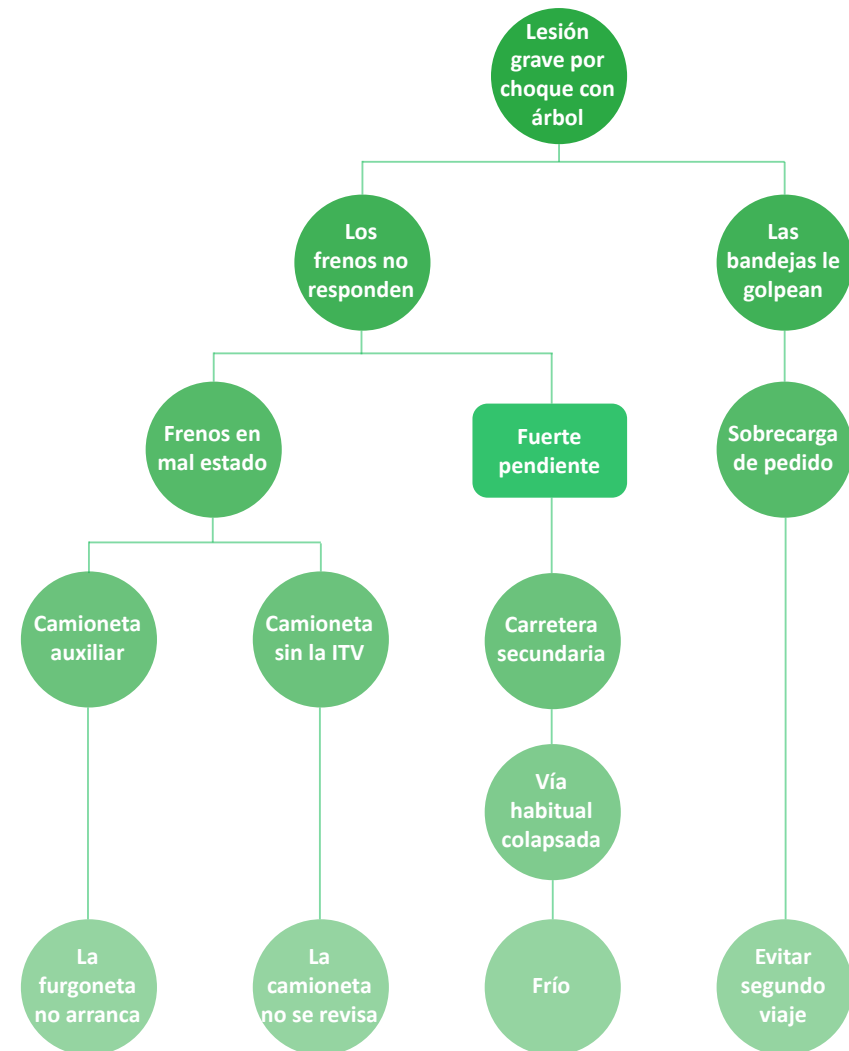 Lesión
grave por
choque con
árbol
Los
frenos no
responden
Las
bandejas le
golpean
Frenos en
mal estado
Fuerte
pendiente
Sobrecarga
de pedido
Camioneta
auxiliar
Camioneta
sin la ITV
Carretera
secundaria
Vía
habitual
colapsada
La
furgoneta
no arranca
La
camioneta
no se revisa
Frío
Evitar
segundo
viaje